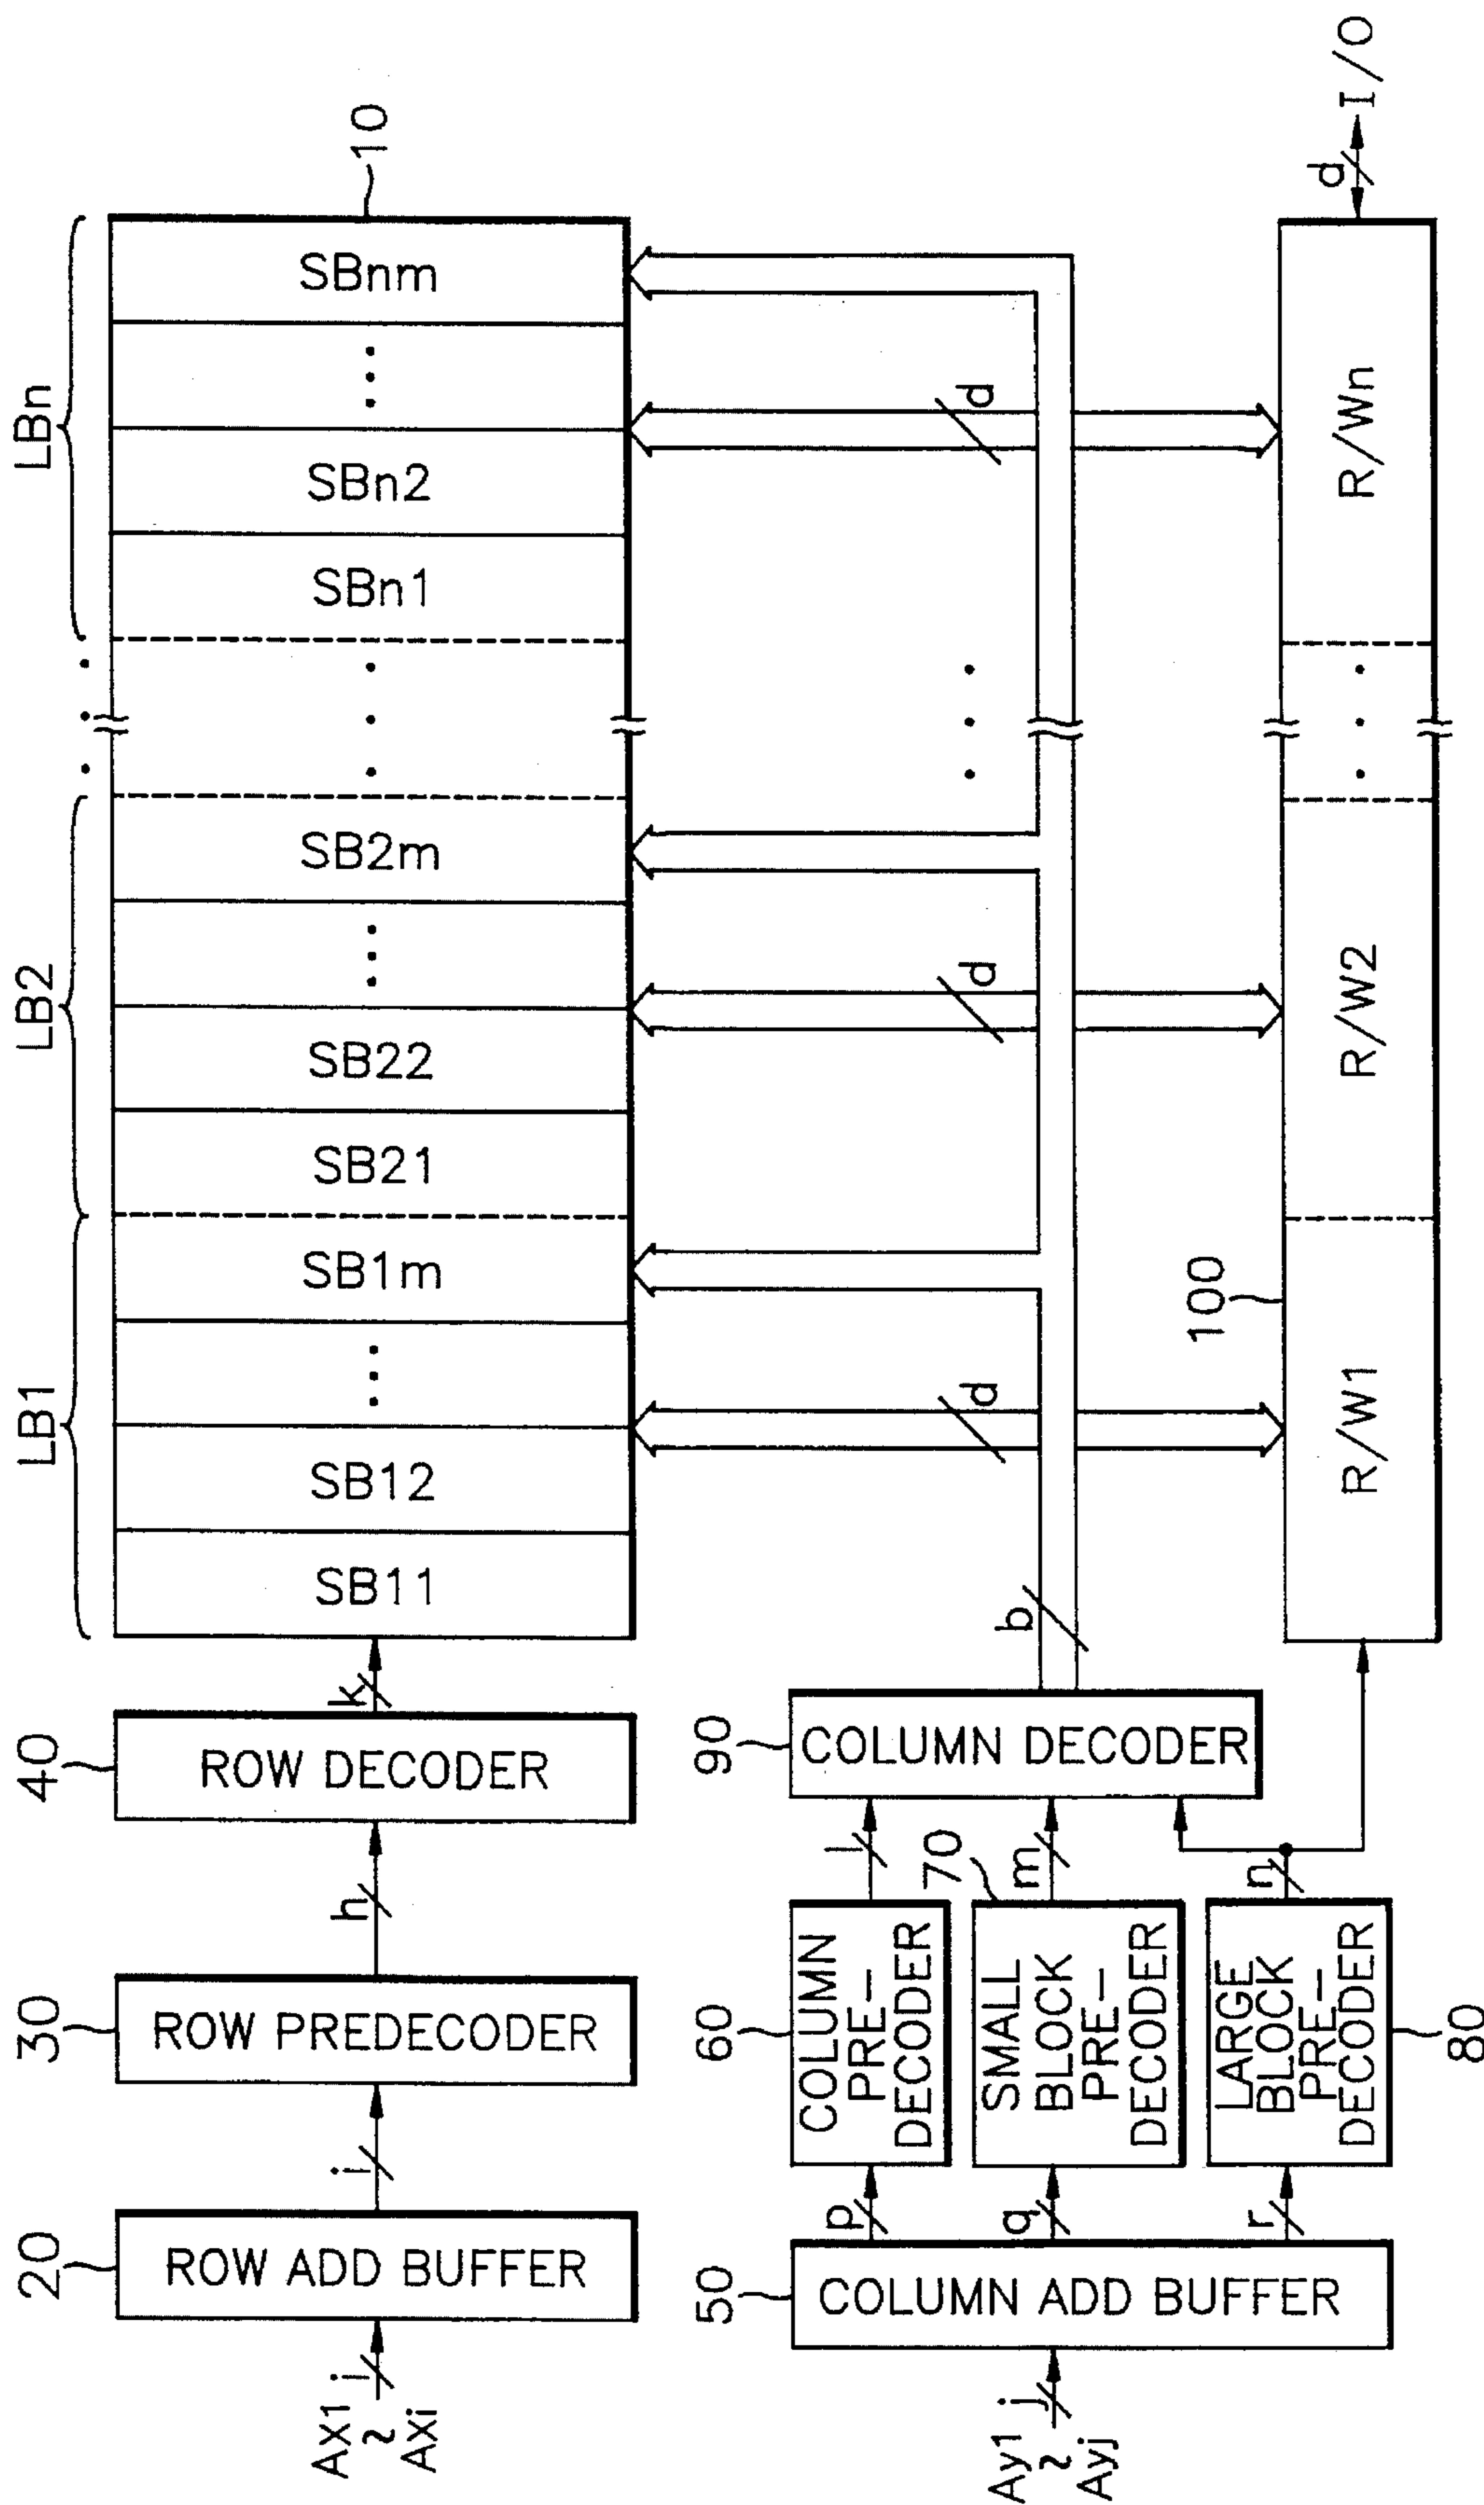 LB1
LB2
. . .
LBn
Ax1
~
Axi
i
20
ROW ADD BUFFER
i
30
ROW PREDECODER
h
40
ROW DECODER
k
SB11
SB12
...
SB1m
SB21
SB22
...
SB2m
. . .
SBn1
SBn2
...
SBnm
10
Ay1
~
Ayj
j
50
COLUMN ADD BUFFER
p
q
r
60
COLUMN
PRE-
DECODER
l
70
SMALL
BLOCK
PRE-
DECODER
m
80
LARGE
BLOCK
PRE-
DECODER
n
90
COLUMN DECODER
b
d
d
. . .
d
100
R/W1
R/W2
. . .
R/Wn
d
I/O